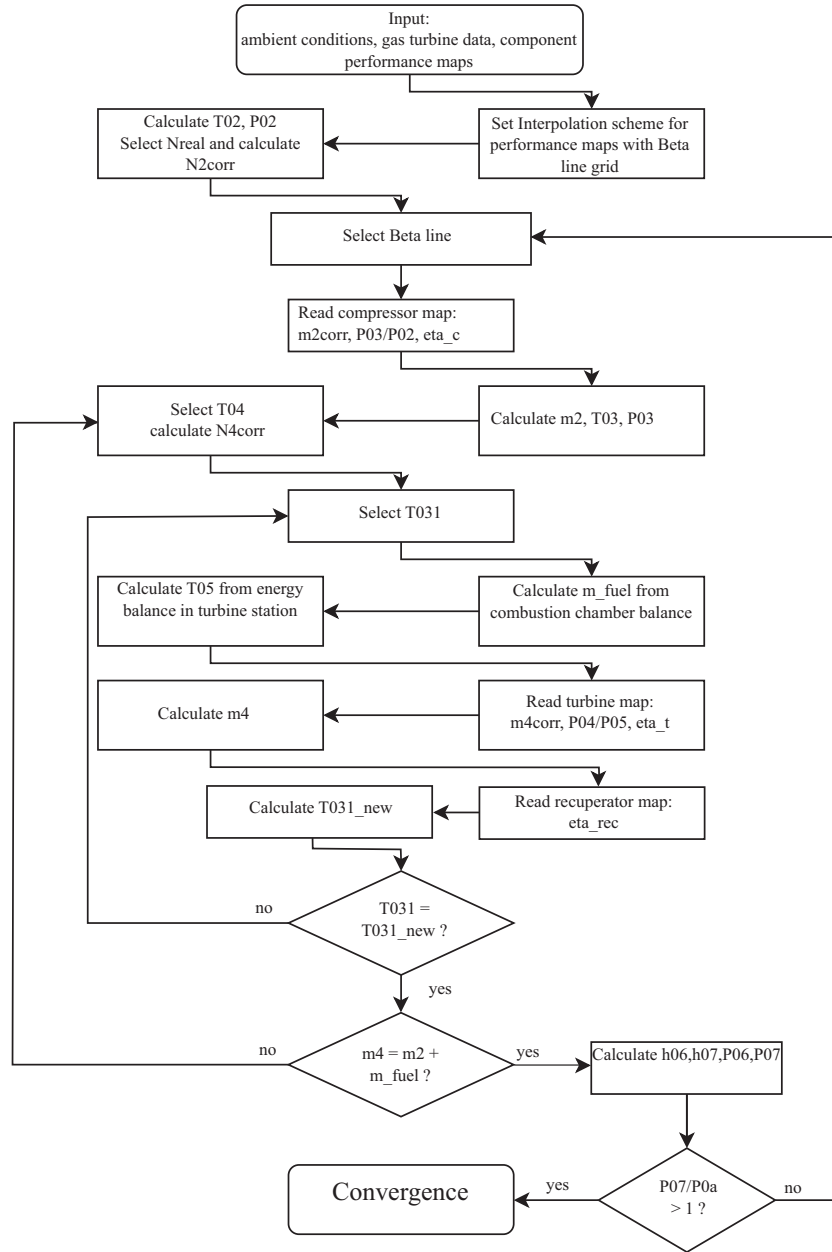 Input:
ambient conditions, gas turbine data, component
performance maps
Calculate T02, P02
Select Nreal and calculate
N2corr
Set Interpolation scheme for
performance maps with Beta
line grid
Select Beta line
Read compressor map:
m2corr, P03/P02, eta_c
Select T04
calculate N4corr
Calculate m2, T03, P03
Select T031
Calculate T05 from energy
balance in turbine station
Calculate m_fuel from
combustion chamber balance
Calculate m4
Read turbine map:
m4corr, P04/P05, eta_t
Calculate T031_new
Read recuperator map:
eta_rec
no
T031 =
T031_new ?
yes
no
m4 = m2 +
m_fuel ?
yes
Calculate h06,h07,P06,P07
Convergence
yes
P07/P0a
> 1 ?
no